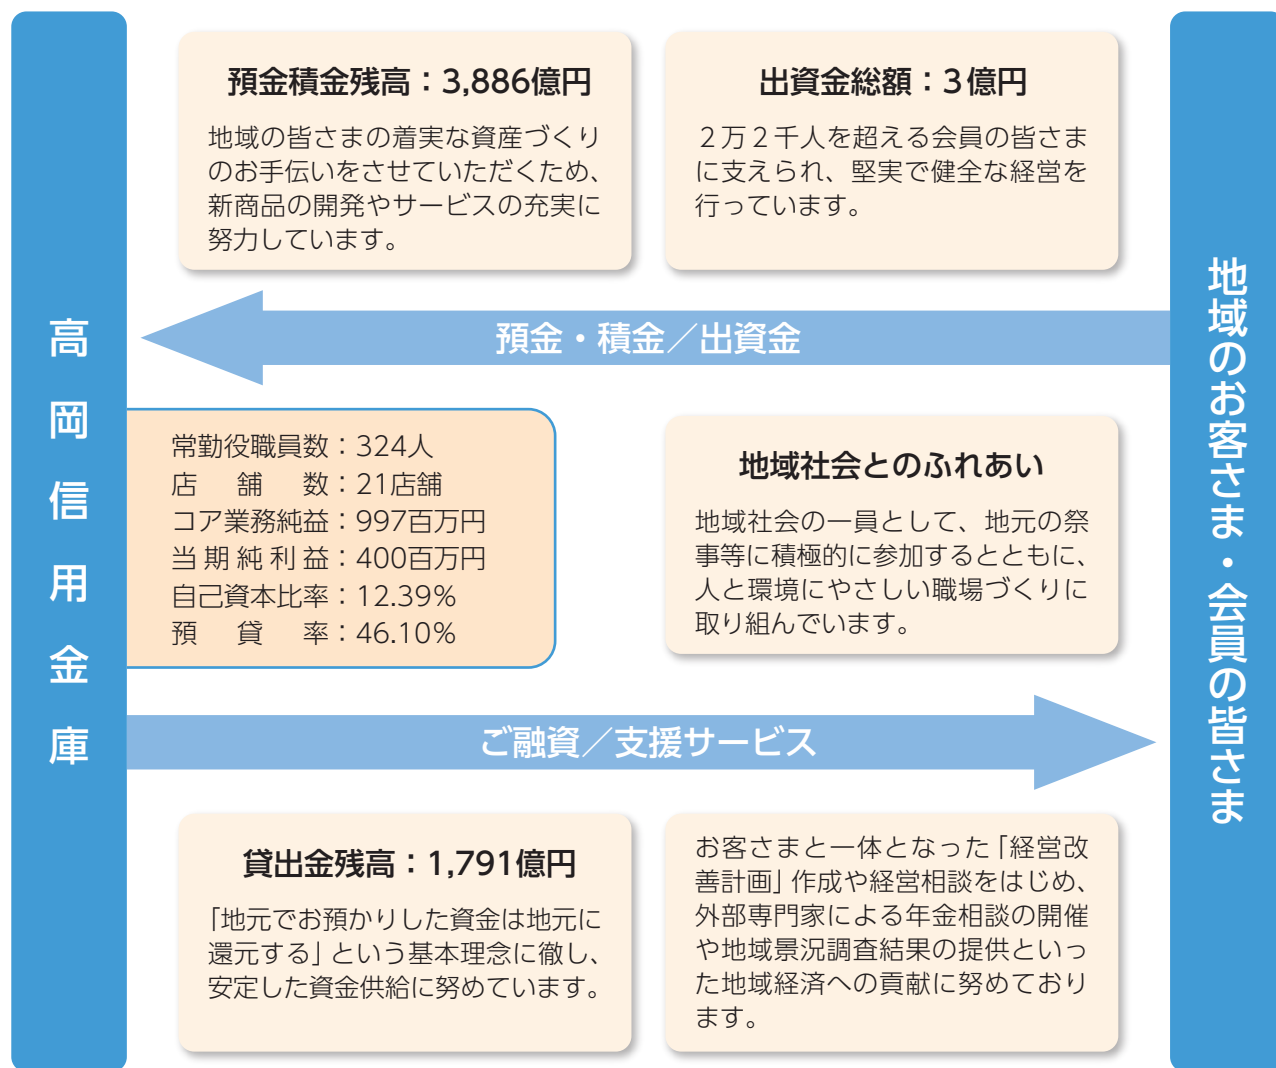 高岡信用金庫
預金積金残高：3,886億円
地域の皆さまの着実な資産づくり
のお手伝いをさせていただくため、
新商品の開発やサービスの充実に
努力しています。
出資金総額：3億円
２万２千人を超える会員の皆さま
に支えられ、堅実で健全な経営を
行っています。
預金・積金／出資金
常勤役職員数：324人
店舗数：21店舗
コア業務純益：997百万円
当期純利益：400百万円
自己資本比率：12.39%
預貸率：46.10%
地域社会とのふれあい
地域社会の一員として、地元の祭
事等に積極的に参加するとともに、
人と環境にやさしい職場づくりに
取り組んでいます。
ご融資／支援サービス
貸出金残高：1,791億円
「地元でお預かりした資金は地元に
還元する」という基本理念に徹し、
安定した資金供給に努めています。
お客さまと一体となった「経営改
善計画」作成や経営相談をはじめ、
外部専門家による年金相談の開催
や地域景況調査結果の提供といっ
た地域経済への貢献に努めており
ます。
地域のお客さま・会員の皆さま